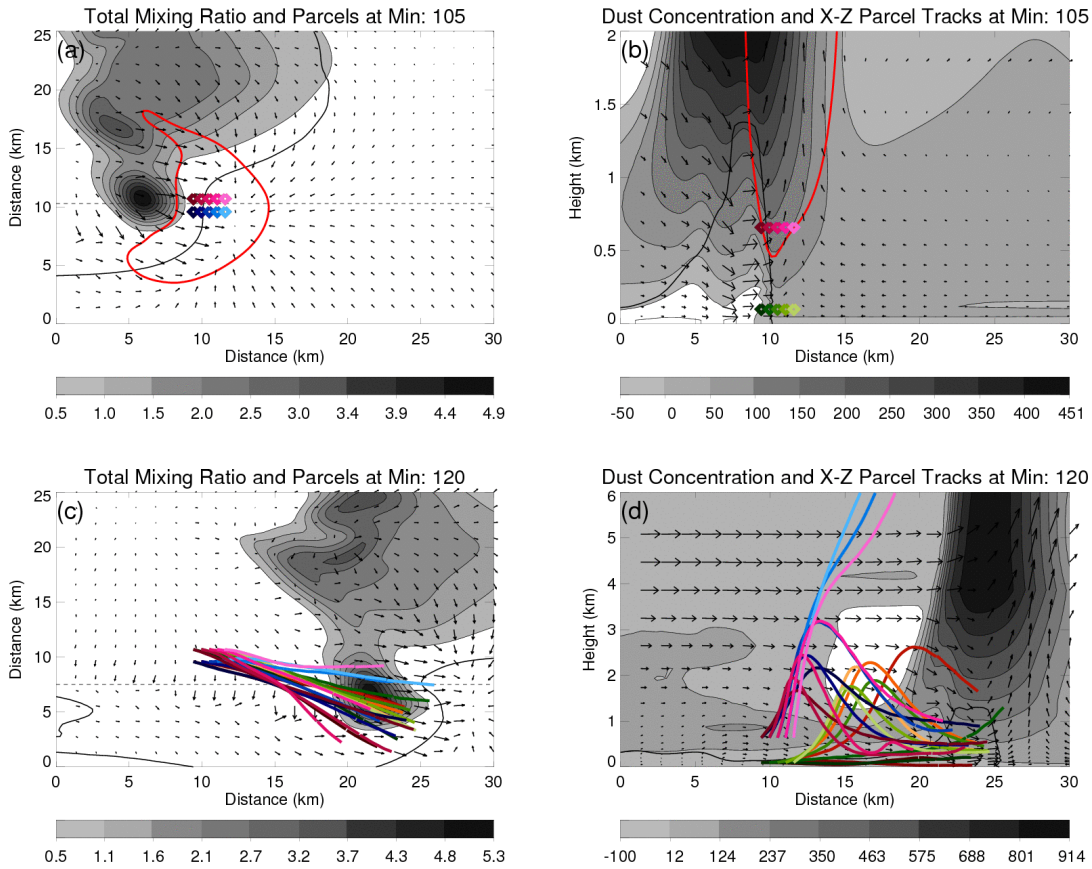 Total Mixing Ratio and Parcels at Min: 105
(a)
25
20
15
10
5
0
Distance (km)
0 5 10 15 20 25 30
Distance (km)
0.5 1.0 1.5 2.0 2.5 3.0 3.4 3.9 4.4 4.9
Dust Concentration and X-Z Parcel Tracks at Min: 105
(b)
2
1.5
1
0.5
0
Height (km)
0 5 10 15 20 25 30
Distance (km)
-50 0 50 100 150 200 250 300 350 400 451
Total Mixing Ratio and Parcels at Min: 120
(c)
25
20
15
10
5
0
Distance (km)
0 5 10 15 20 25 30
Distance (km)
0.5 1.1 1.6 2.1 2.7 3.2 3.7 4.3 4.8 5.3
Dust Concentration and X-Z Parcel Tracks at Min: 120
(d)
6
5
4
3
2
1
0
Height (km)
0 5 10 15 20 25 30
Distance (km)
-100 12 124 237 350 463 575 688 801 914